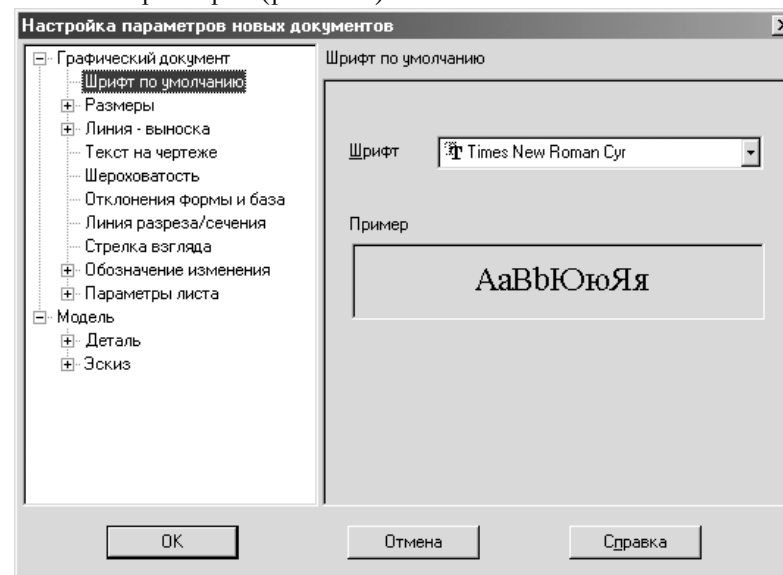 Настройка параметров новых документов
Графический документ
Шрифт по умолчанию
Размеры
Линия - выноска
Текст на чертеже
Шероховатость
Отклонения формы и база
Линия разреза/сечения
Стрелка взгляда
Обозначение изменения
Параметры листа
Модель
Деталь
Эскиз
Шрифт по умолчанию
Шрифт
Times New Roman Cyr
Пример
АаВbЮюЯя
OK
Отмена
Справка